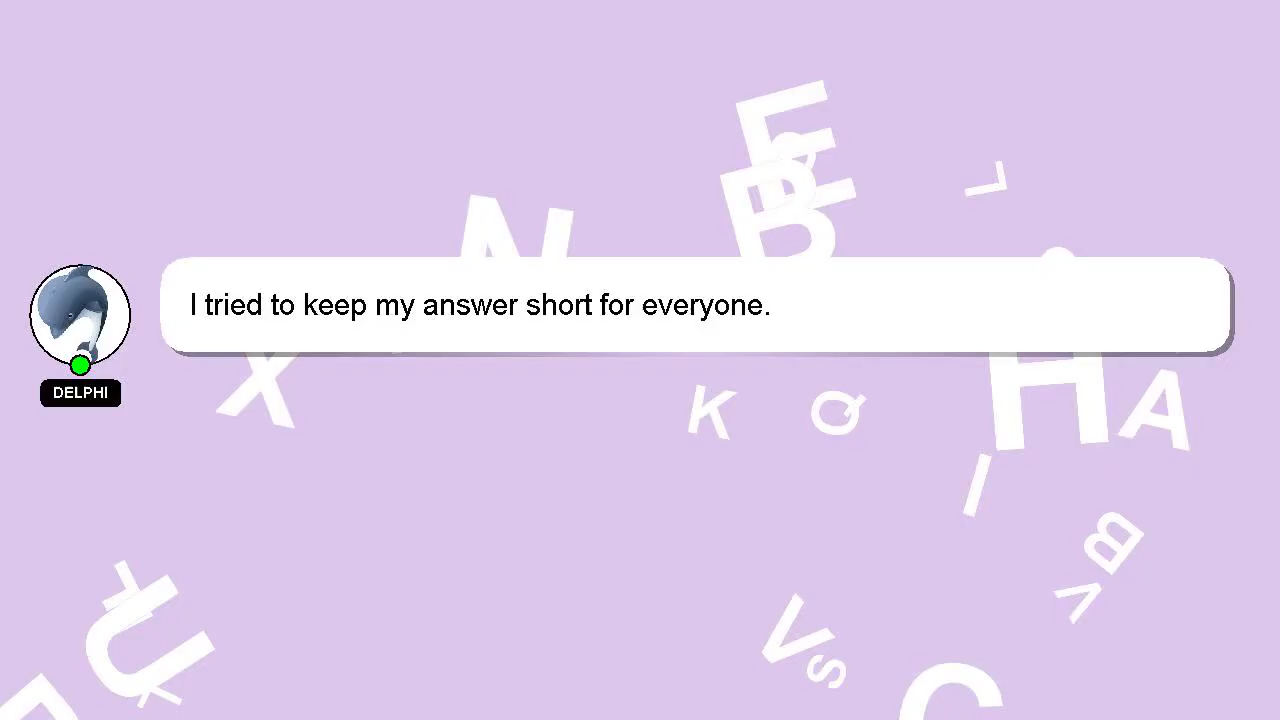 I tried to keep my answer short for everyone.
DELPHI
E
B
L
N
X
K
Q
H
A
I
B
V
V
S
U
C